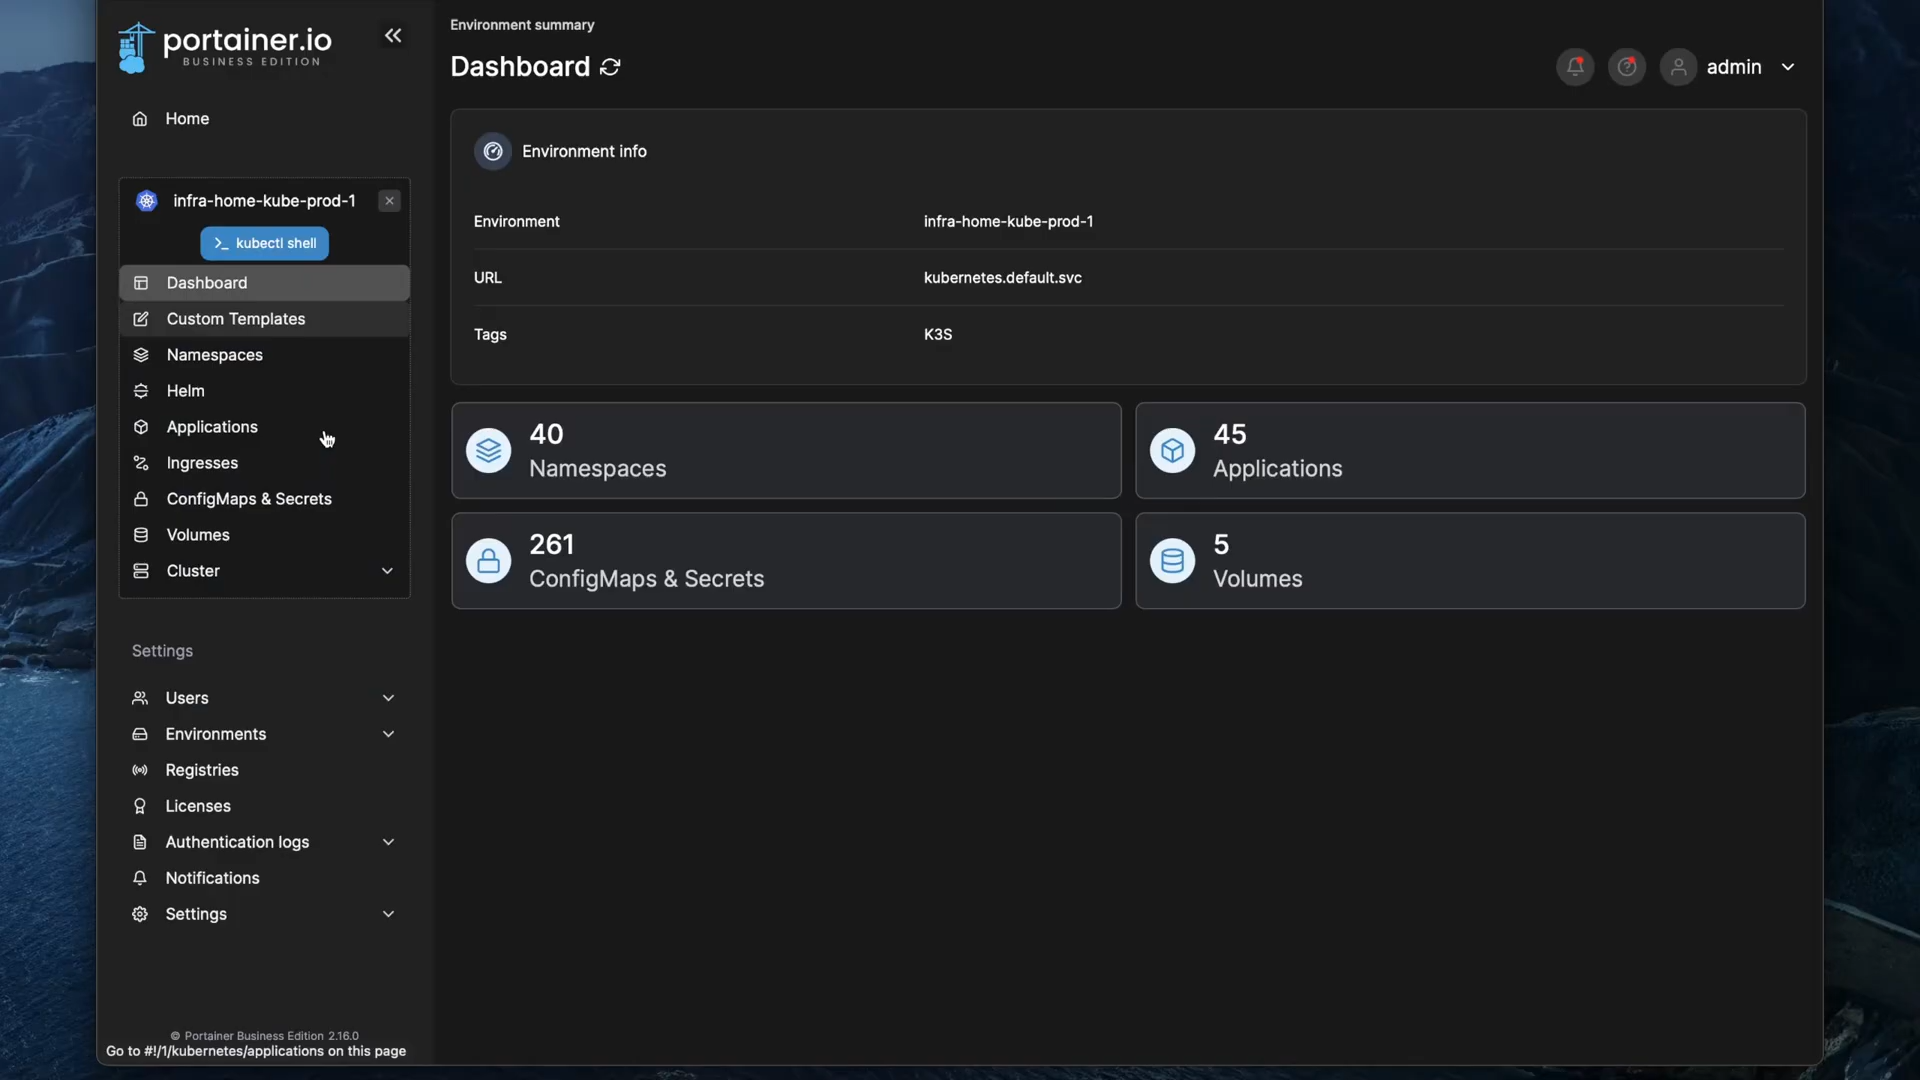 portainer.io
BUSINESS EDITION
Home
infra-home-kube-prod-1
>_ kubectl shell
Dashboard
Custom Templates
Namespaces
Helm
Applications
Ingresses
ConfigMaps & Secrets
Volumes
Cluster
Settings
Users
Environments
Registries
Licenses
Authentication logs
Notifications
Settings
© Portainer Business Edition 2.16.0
Go to #!/1/kubernetes/applications on this page
Environment summary
Dashboard
admin
Environment info
Environment infra-home-kube-prod-1
URL kubernetes.default.svc
Tags K3S
40
Namespaces
45
Applications
261
ConfigMaps & Secrets
5
Volumes